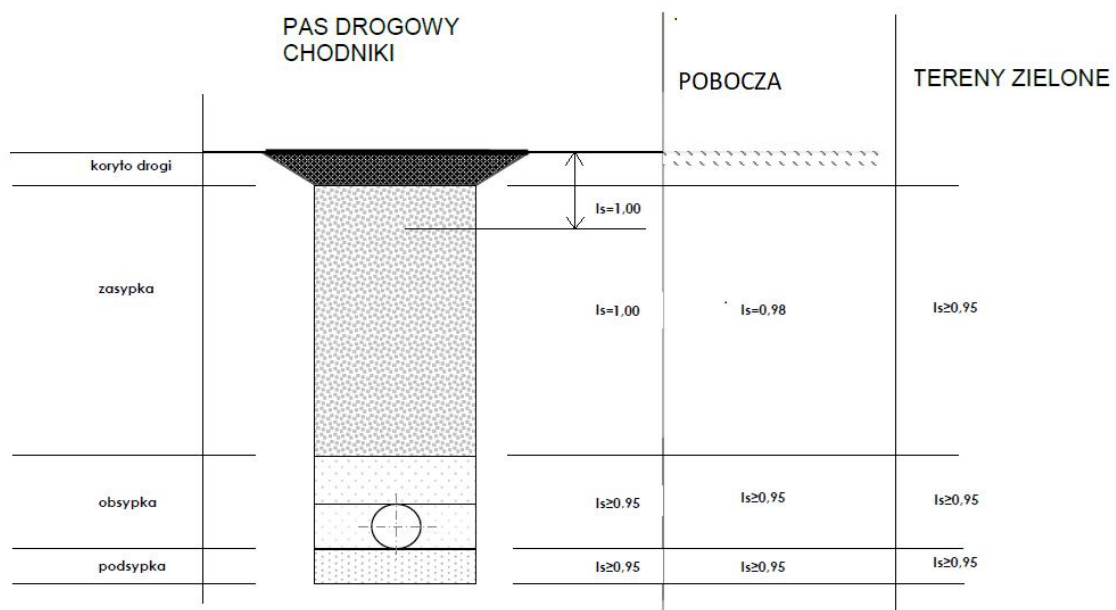 PAS DROGOWY
CHODNIKI
POBOCZA
TERENY ZIELONE
koryto drogi
Is=1,00
zasypka
Is=1,00
Is=0,98
Is≥0,95
obsypka
Is≥0.95
Is≥0,95
Is≥0,95
podsypka
Is≥0,95
Is≥0,95
Is≥0,95